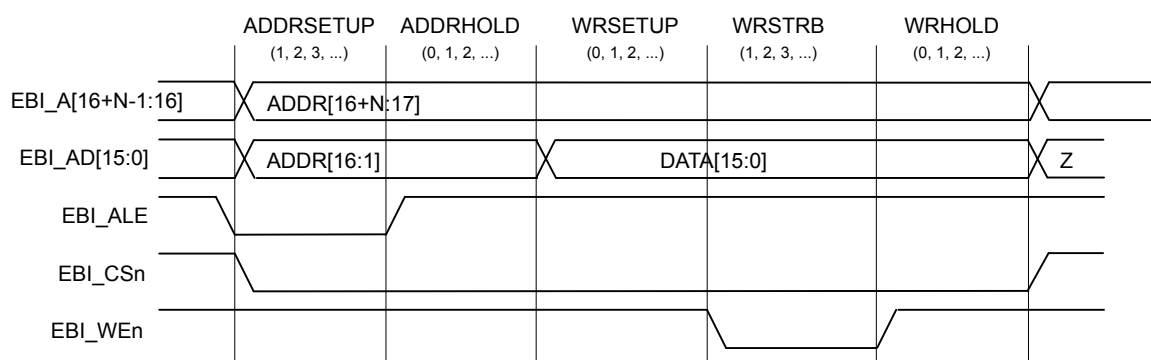 ADDRSETUP ADDRHOLD WRSETUP WRSTRB WRHOLD
(1, 2, 3, ...) (0, 1, 2, ...) (0, 1, 2, ...) (1, 2, 3, ...) (0, 1, 2, ...)
EBI_A[16+N-1:16] ADDR[16+N:17]
EBI_AD[15:0] ADDR[16:1] DATA[15:0] Z
EBI_ALE
EBI_CSn
EBI_WEn